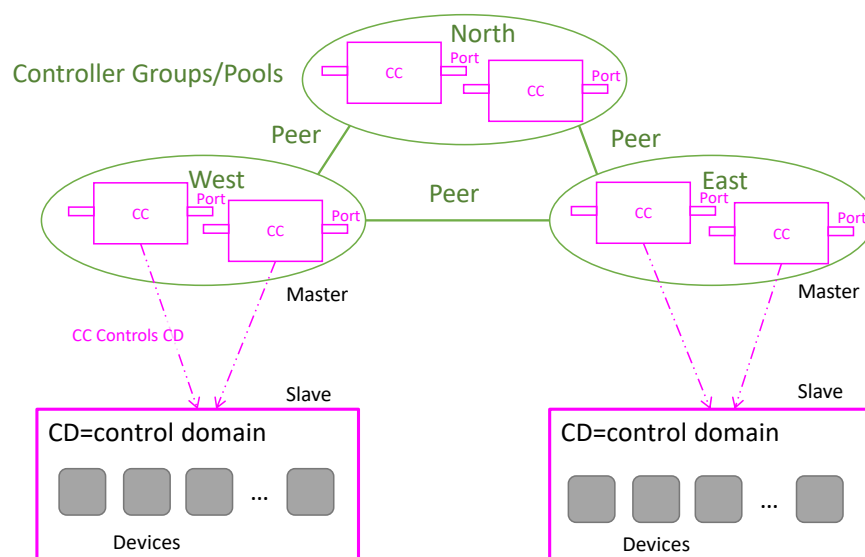 North
Controller Groups/Pools
CC
Port
CC
Port
Peer
Peer
West
CC
Port
CC
Port
Peer
East
CC
Port
CC
Port
Master
Master
CC Controls CD
Slave
Slave
CD=control domain
...
Devices
CD=control domain
...
Devices